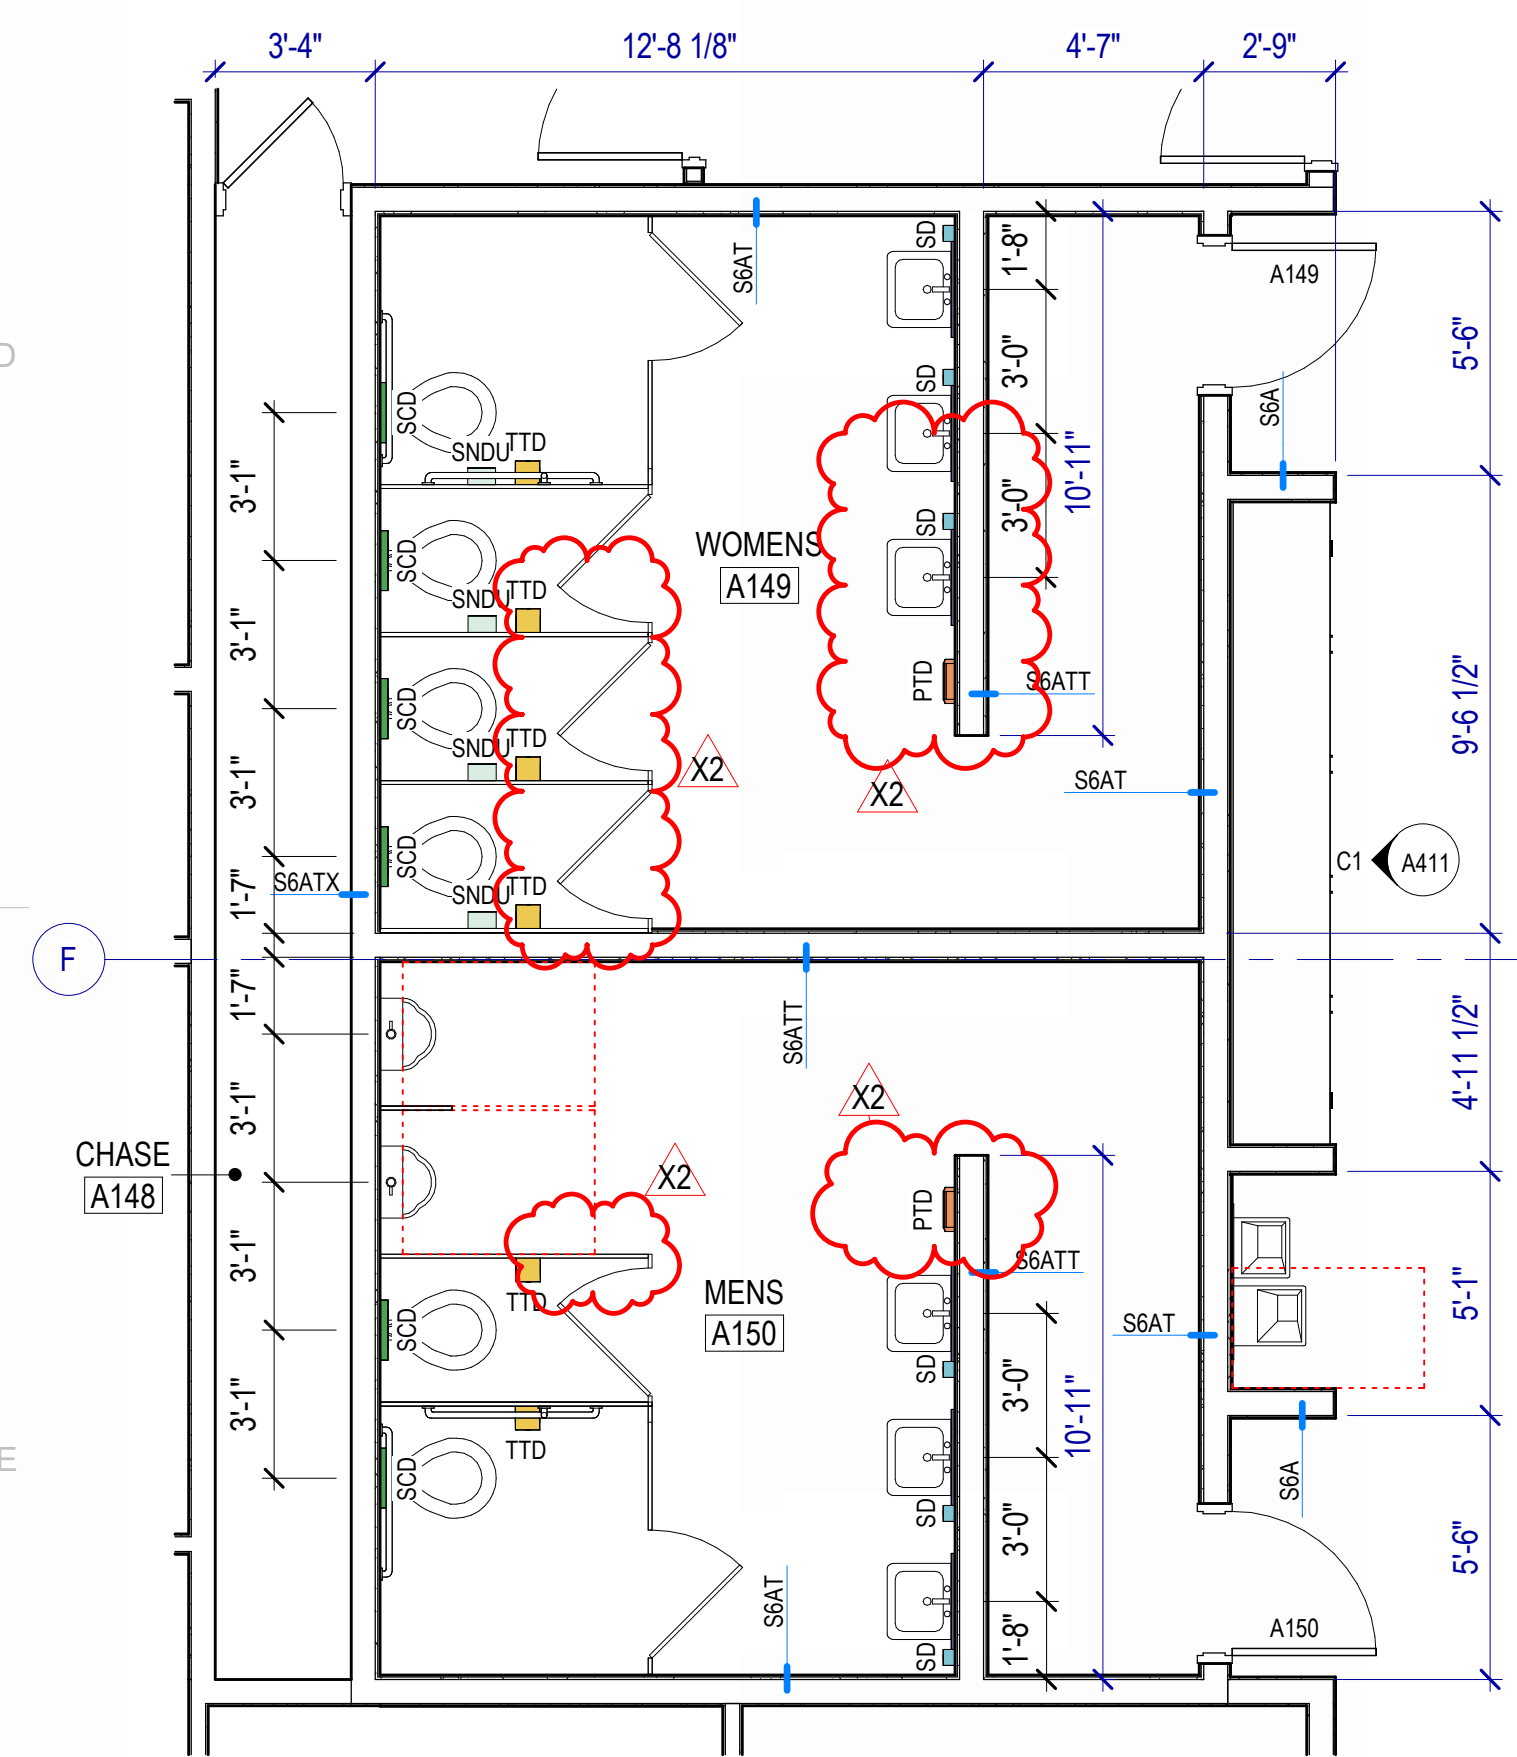 3'-4"
12'-8 1/8"
4'-7"
2'-9"
SD
S6AT
1'-8"
A149
D
5'-6"
3'-0"
SD
SCD
S6A
SNDU
TTD
10'-11"
3'-1"
3'-0"
SD
WOMENS
A149
SCD
SNDU
TTD
3'-1"
PTD
S6ATT
SCD
SNDU
TTD
X2
X2
9'-6 1/2"
3'-1"
S6AT
SCD
SNDU
TTD
C1
A411
S6ATX
1'-7"
F
1'-7"
S6ATT
4'-11 1/2"
X2
3'-1"
CHASE
A148
X2
PTD
3'-1"
S6ATT
TTD
MENS
A150
SCD
S6AT
5'-1"
SD
3'-0"
3'-1"
10'-11"
TTD
SCD
E
S6A
SD
3'-0"
5'-6"
S6AT
A150
SD
1'-8"